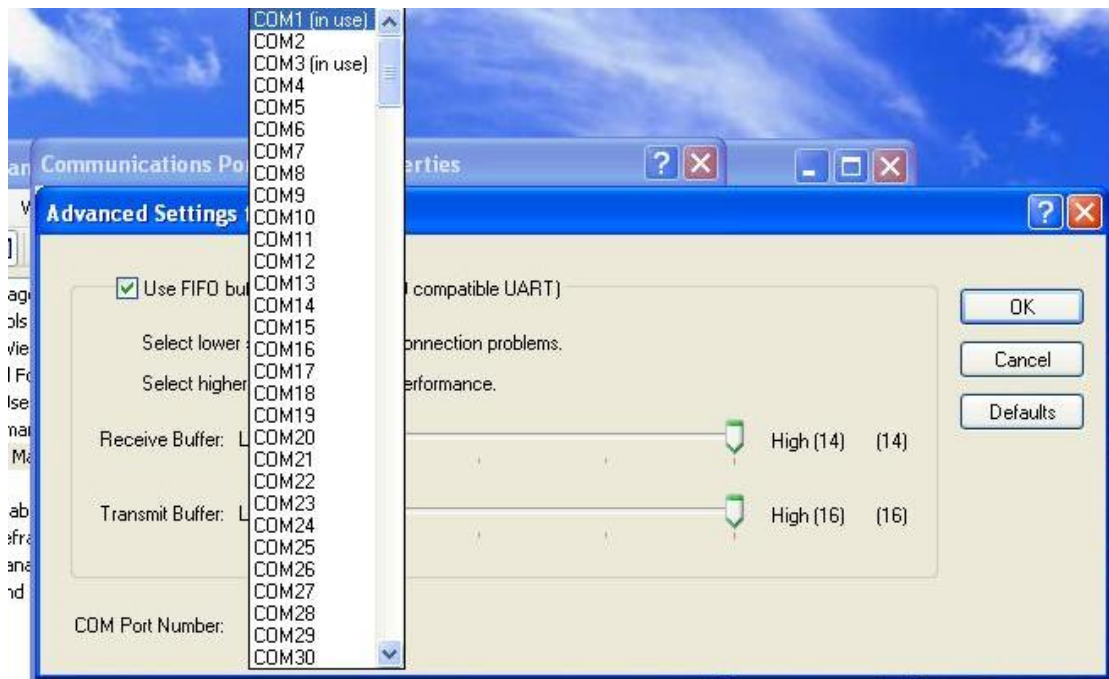 COM1 (in use)
COM2
COM3 (in use)
COM4
COM5
COM6
COM7
COM8
COM9
COM10
COM11
COM12
COM13
COM14
COM15
COM16
COM17
COM18
COM19
COM20
COM21
COM22
COM23
COM24
COM25
COM26
COM27
COM28
COM29
COM30
Communications Po erties
Advanced Settings
OK
Cancel
Defaults
Use FIFO compatible UART)
Select lower onnection problems.
Select higher erformance.
Receive Buffer: L High (14) (14)
Transmit Buffer: L High (16) (16)
COM Port Number: